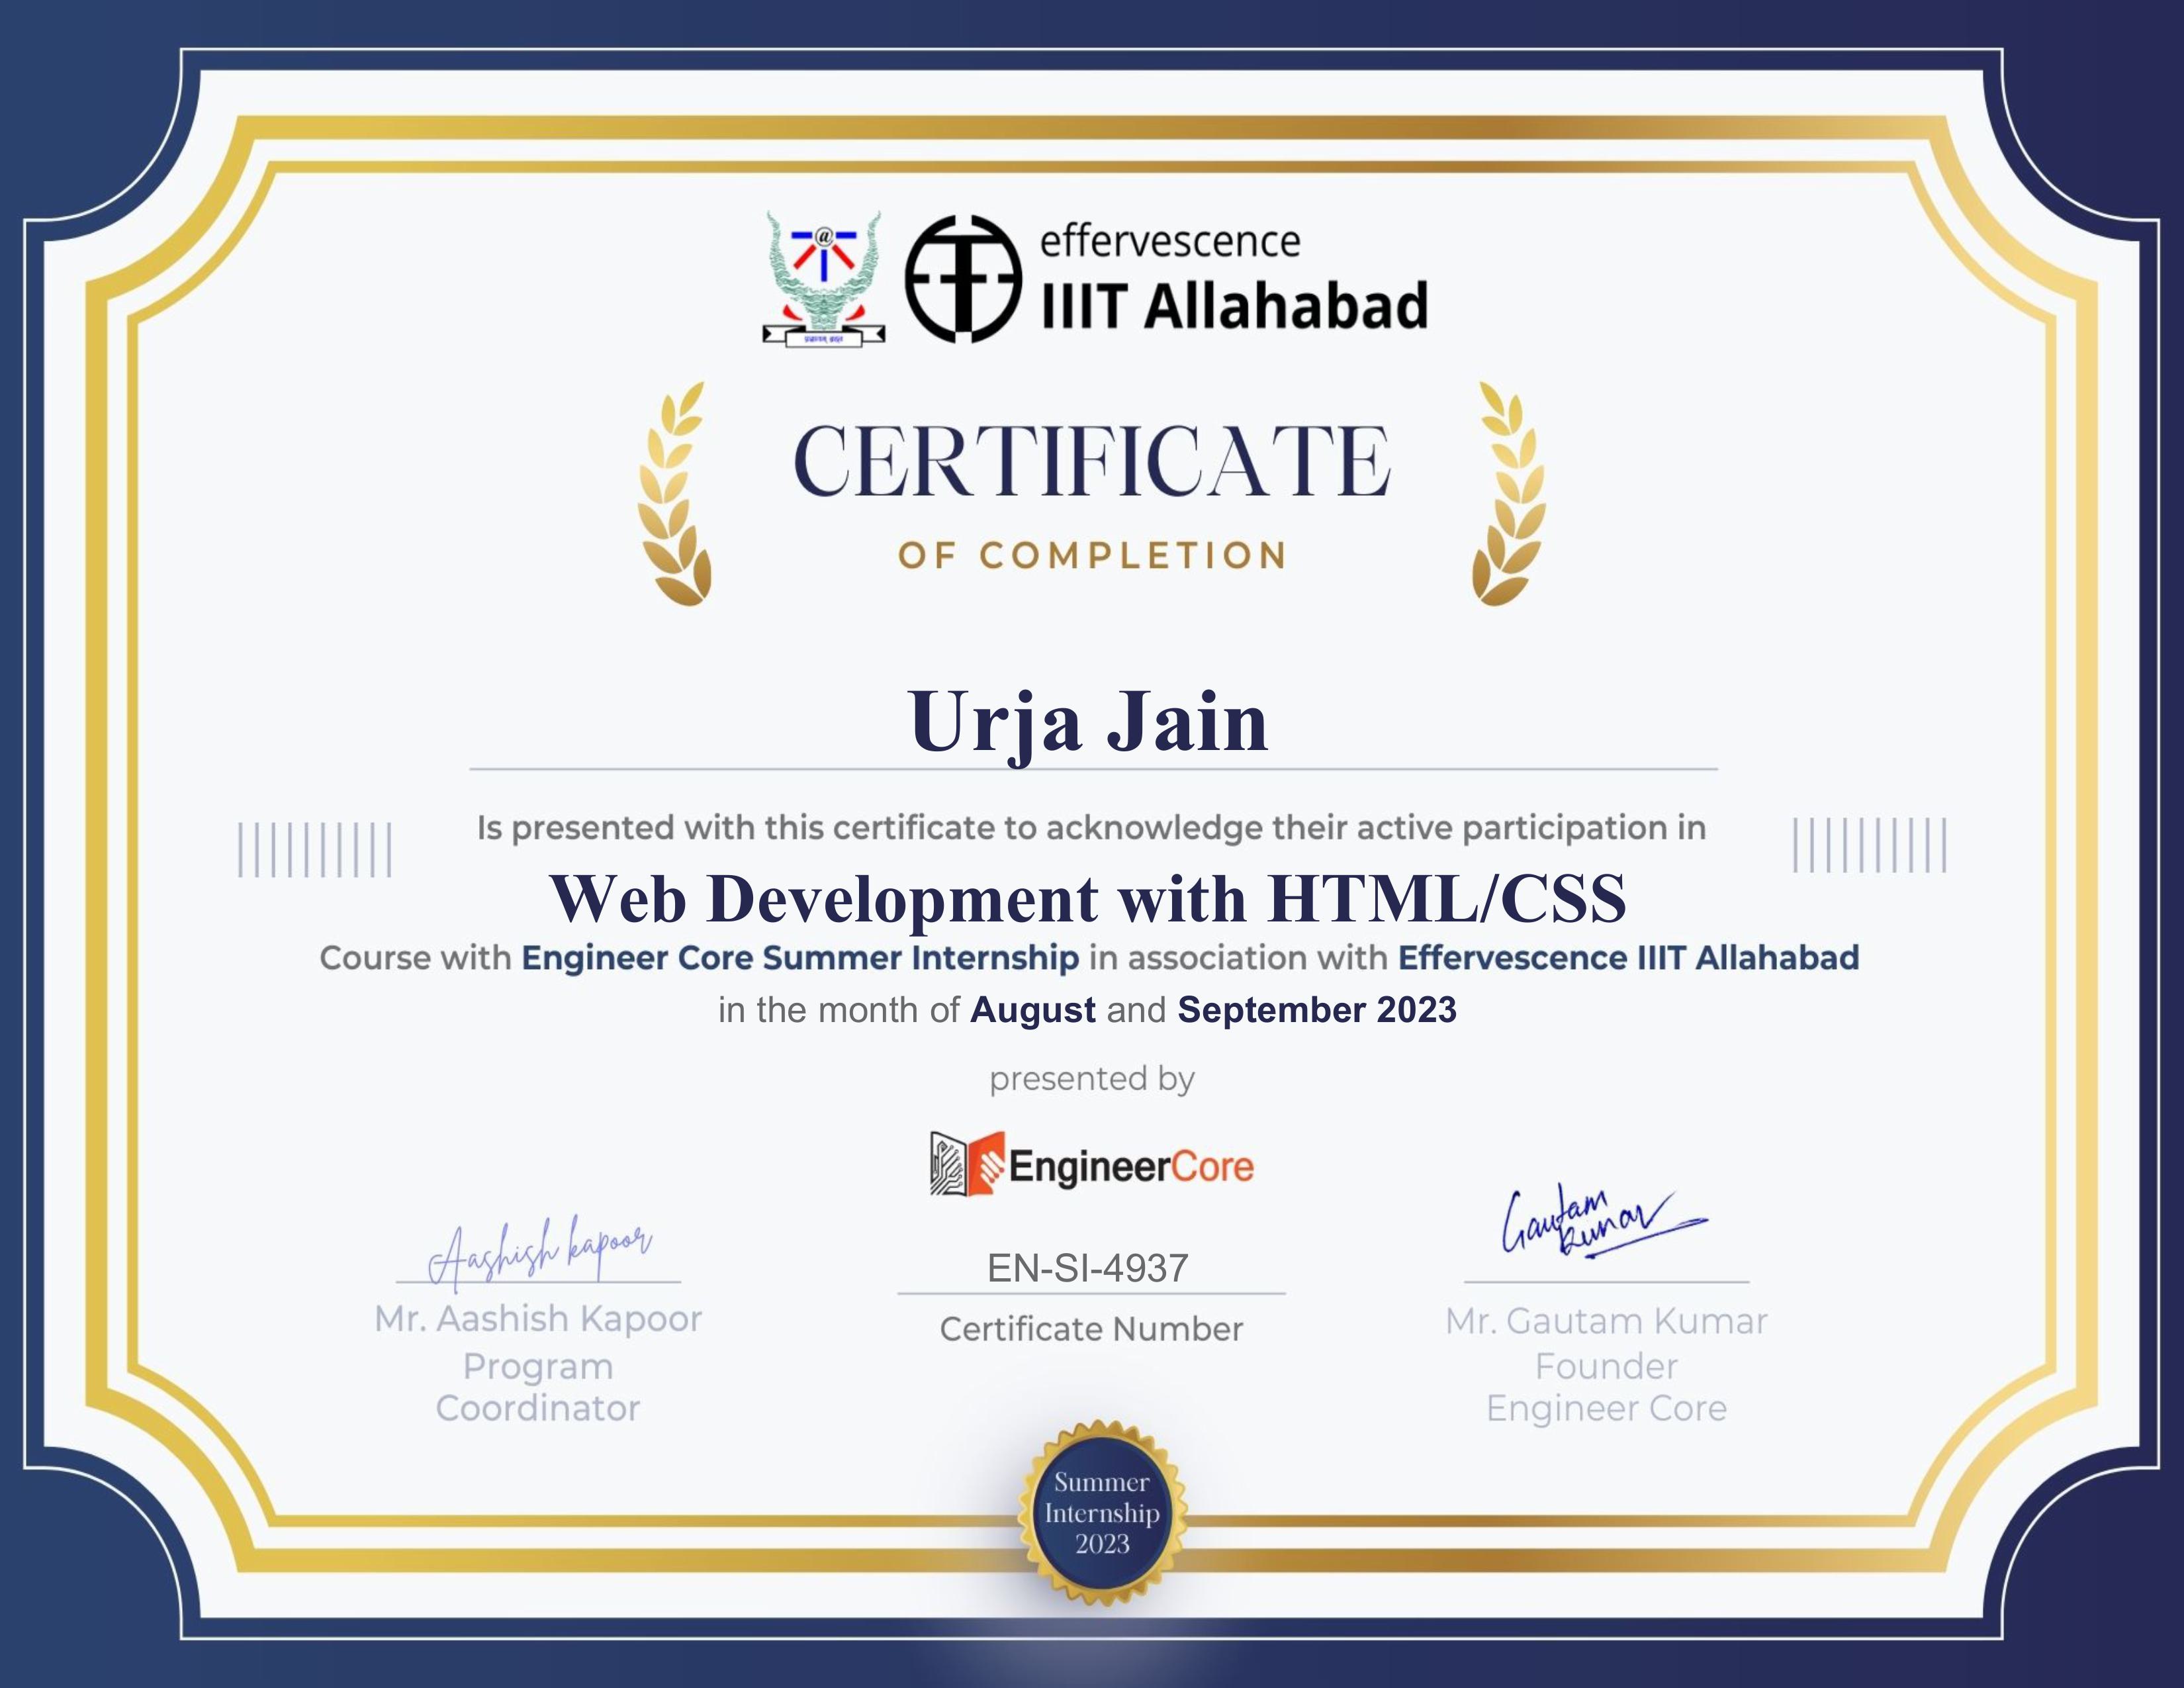 @
effervescence
IIIT Allahabad
CERTIFICATE
OF COMPLETION
Urja Jain
Is presented with this certificate to acknowledge their active participation in
Web Development with HTML/CSS
Course with Engineer Core Summer Internship in association with Effervescence IIIT Allahabad
in the month of August and September 2023
presented by
EngineerCore
Aashish kapoor
Mr. Aashish Kapoor
Program
Coordinator
EN-SI-4937
Certificate Number
Gautam
Kumar
Mr. Gautam Kumar
Founder
Engineer Core
Summer
Internship
2023